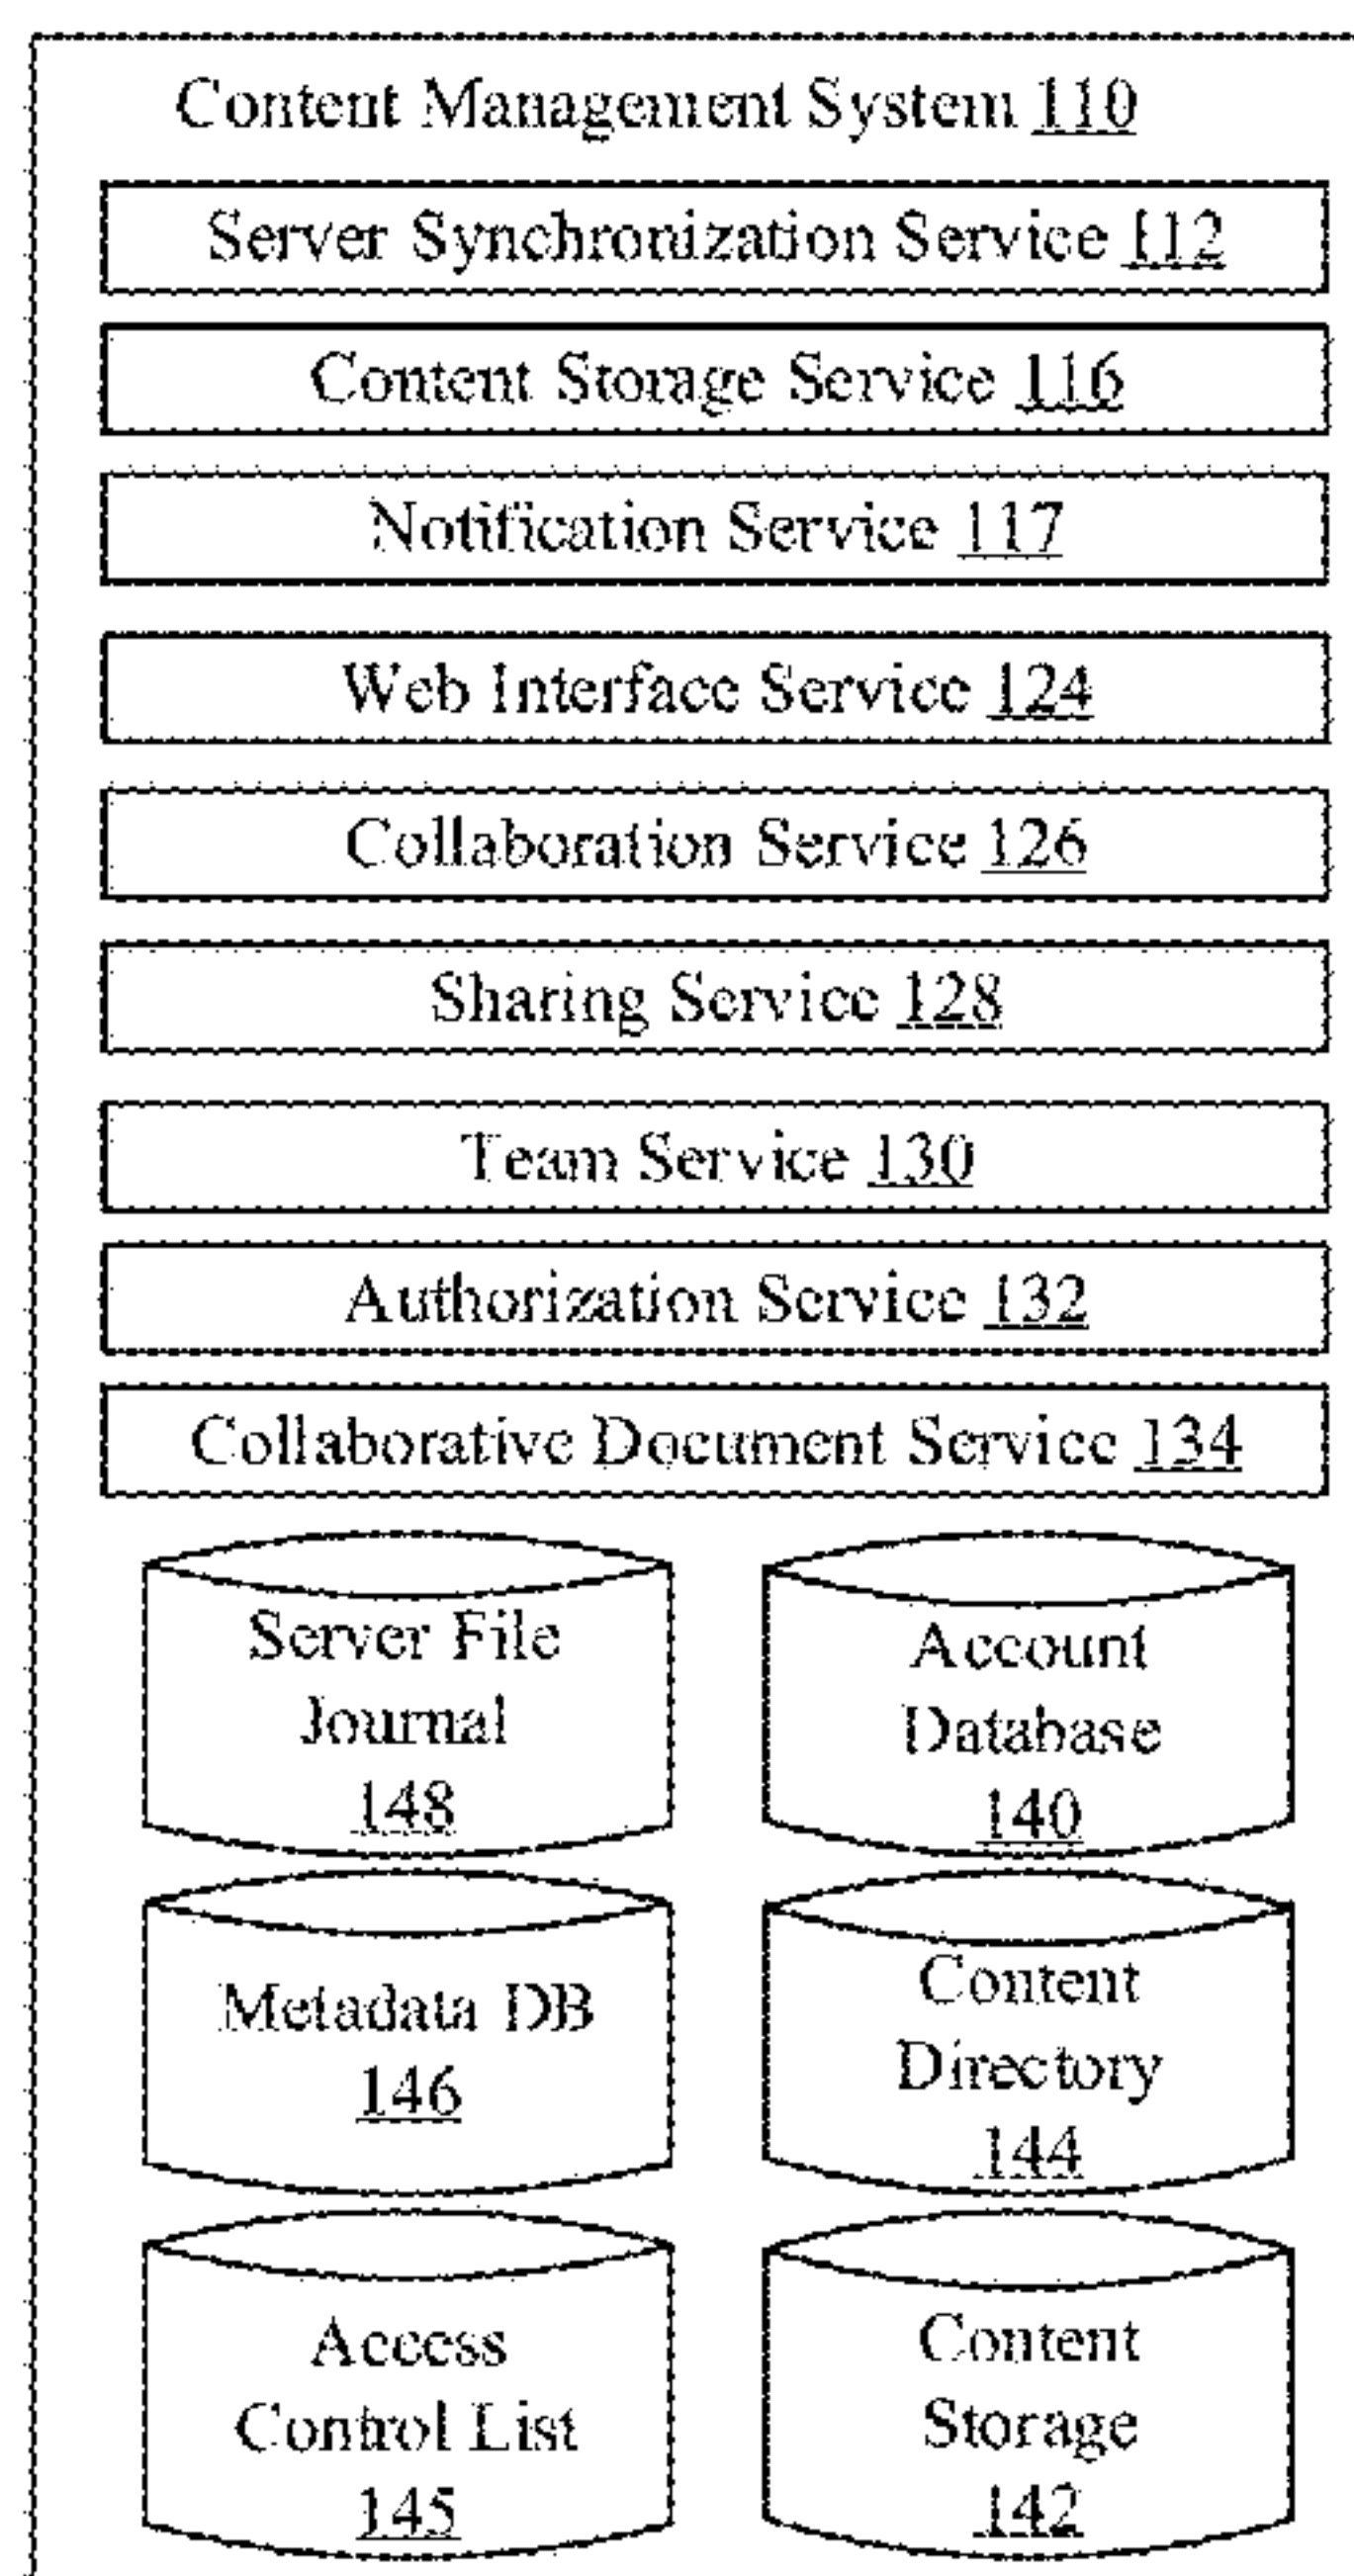 Content Management System 110
Server Synchronization Service 112
Content Storage Service 116
Notification Service 117
Web Interface Service 124
Collaboration Service 126
Sharing Service 128
Team Service 130
Authorization Service 132
Collaborative Document Service 134
Server File
Journal
148
Account
Database
140
Metadata DB
146
Content
Directory
144
Access
Control List
145
Content
Storage
142